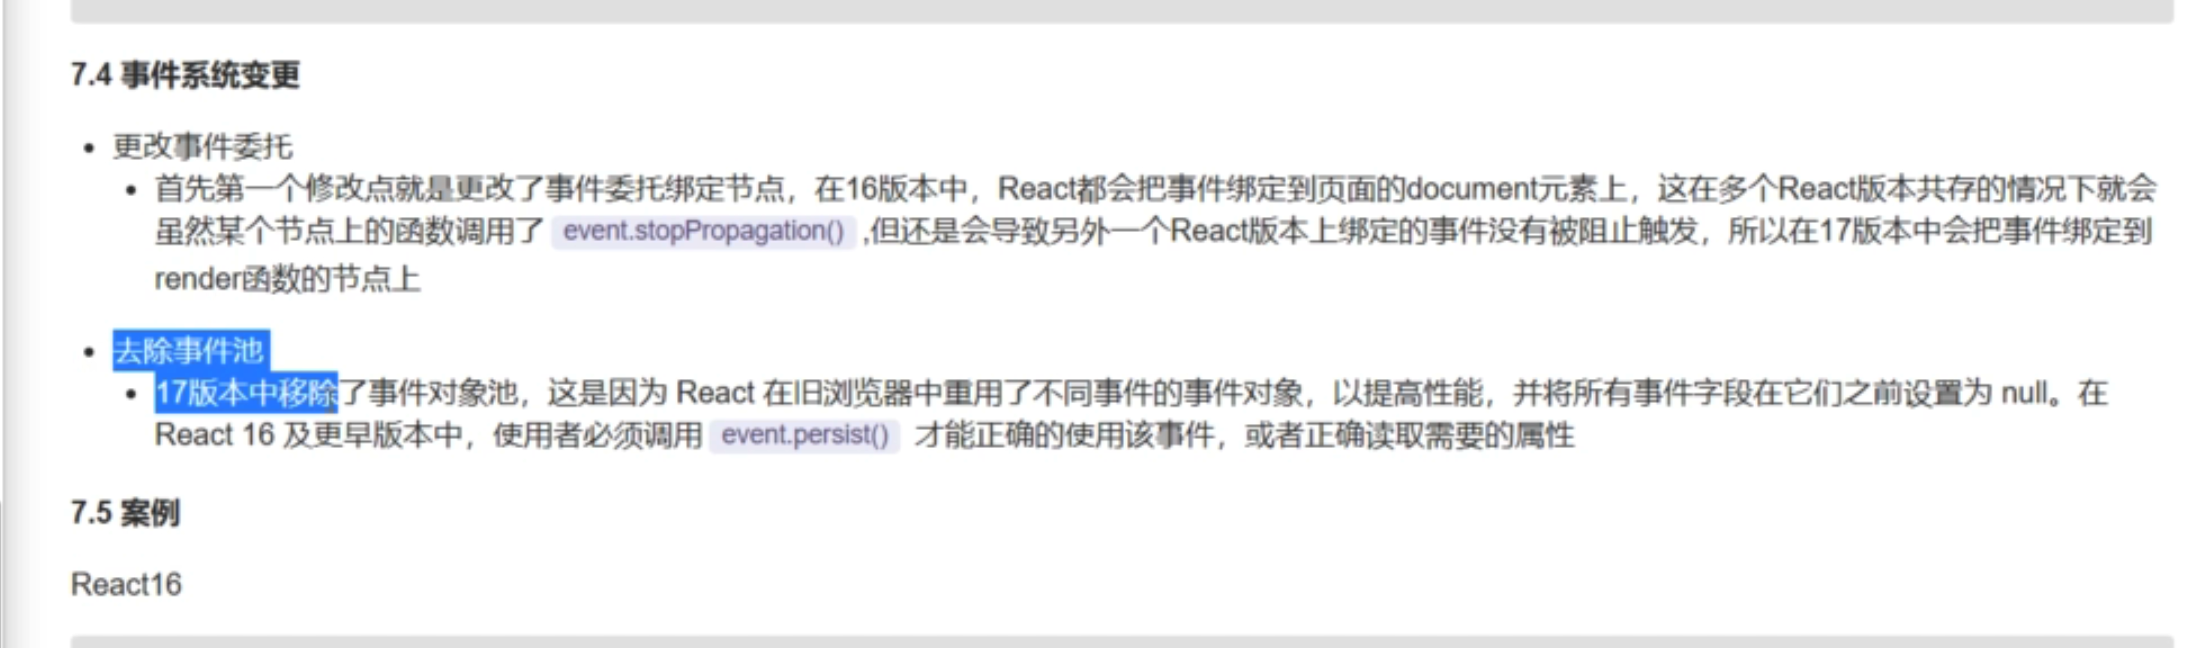 7.4 事件系统变更
更改事件委托
首先第一个修改点就是更改了事件委托绑定节点，在16版本中，React都会把事件绑定到页面的document元素上，这在多个React版本共存的情况下就会
虽然某个节点上的函数调用了 event.stopPropagation() ,但还是会导致另外一个React版本上绑定的事件没有被阻止触发，所以在17版本中会把事件绑定到
render函数的节点上
去除事件池
17版本中移除了事件对象池，这是因为 React 在旧浏览器中重用了不同事件的事件对象，以提高性能，并将所有事件字段在它们之前设置为 null。在
React 16 及更早版本中，使用者必须调用 event.persist() 才能正确的使用该事件，或者正确读取需要的属性
7.5 案例
React16